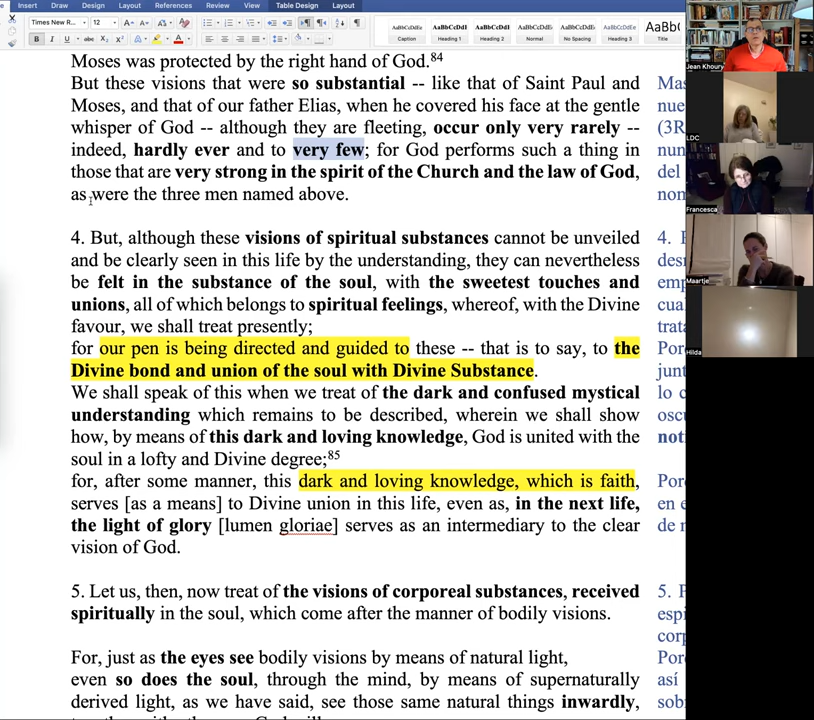 Insert Draw Design Layout References Mailings Review View Table Design Layout
Times New R... 12
Caption Heading 1 Heading 2 Normal No Spacing Heading 3 Title
Moses was protected by the right hand of God.84
But these visions that were so substantial -- like that of Saint Paul and
Moses, and that of our father Elias, when he covered his face at the gentle
whisper of God -- although they are fleeting, occur only very rarely --
indeed, hardly ever and to very few; for God performs such a thing in
those that are very strong in the spirit of the Church and the law of God,
as were the three men named above.
4. But, although these visions of spiritual substances cannot be unveiled
and be clearly seen in this life by the understanding, they can nevertheless
be felt in the substance of the soul, with the sweetest touches and
unions, all of which belongs to spiritual feelings, whereof, with the Divine
favour, we shall treat presently;
for our pen is being directed and guided to these -- that is to say, to the
Divine bond and union of the soul with Divine Substance.
We shall speak of this when we treat of the dark and confused mystical
understanding which remains to be described, wherein we shall show
how, by means of this dark and loving knowledge, God is united with the
soul in a lofty and Divine degree;85
for, after some manner, this dark and loving knowledge, which is faith,
serves [as a means] to Divine union in this life, even as, in the next life,
the light of glory [lumen gloriae] serves as an intermediary to the clear
vision of God.
5. Let us, then, now treat of the visions of corporeal substances, received
spiritually in the soul, which come after the manner of bodily visions.
For, just as the eyes see bodily visions by means of natural light,
even so does the soul, through the mind, by means of supernaturally
derived light, as we have said, see those same natural things inwardly,
Mas
nue
(3R
nun
del
nom
4. P
desn
emp
cual
trata
Por
junt
lo c
osc
noti
Por
en e
de n
5. P
espi
corp
Por
así
sob
Jean Khoury
LDC
Francesca
Maartje
Hilda